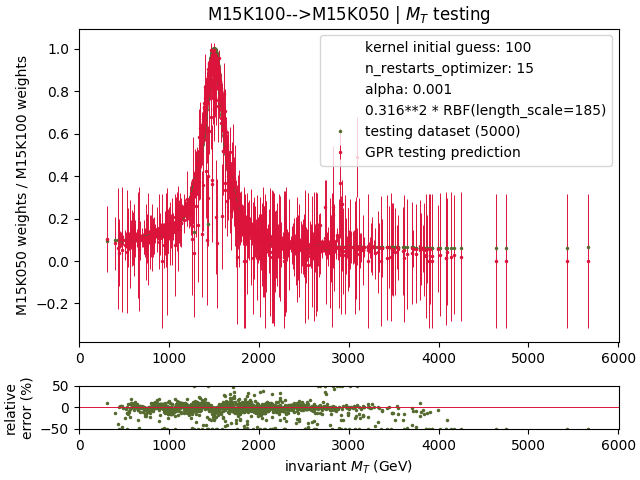 M15K100-->M15K050 | M_T testing
M15K050 weights / M15K100 weights
1.0
0.8
0.6
0.4
0.2
0.0
−0.2
kernel initial guess: 100
n_restarts_optimizer: 15
alpha: 0.001
0.316**2 * RBF(length_scale=185)
testing dataset (5000)
GPR testing prediction
0 1000 2000 3000 4000 5000 6000
relative
error (%)
50
0
−50
0 1000 2000 3000 4000 5000 6000
invariant M_T (GeV)